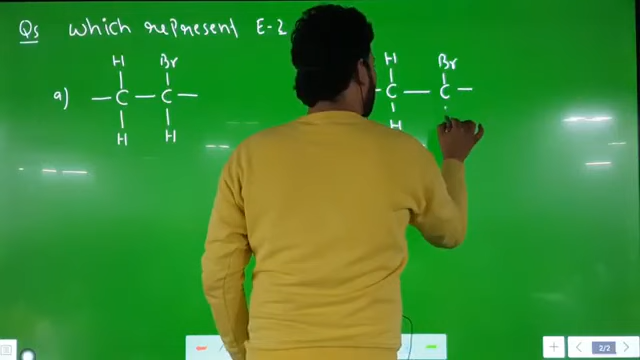 Qs which represent E-2
H Br H Br
a) — C — C — — C — C —
H H H
2/2